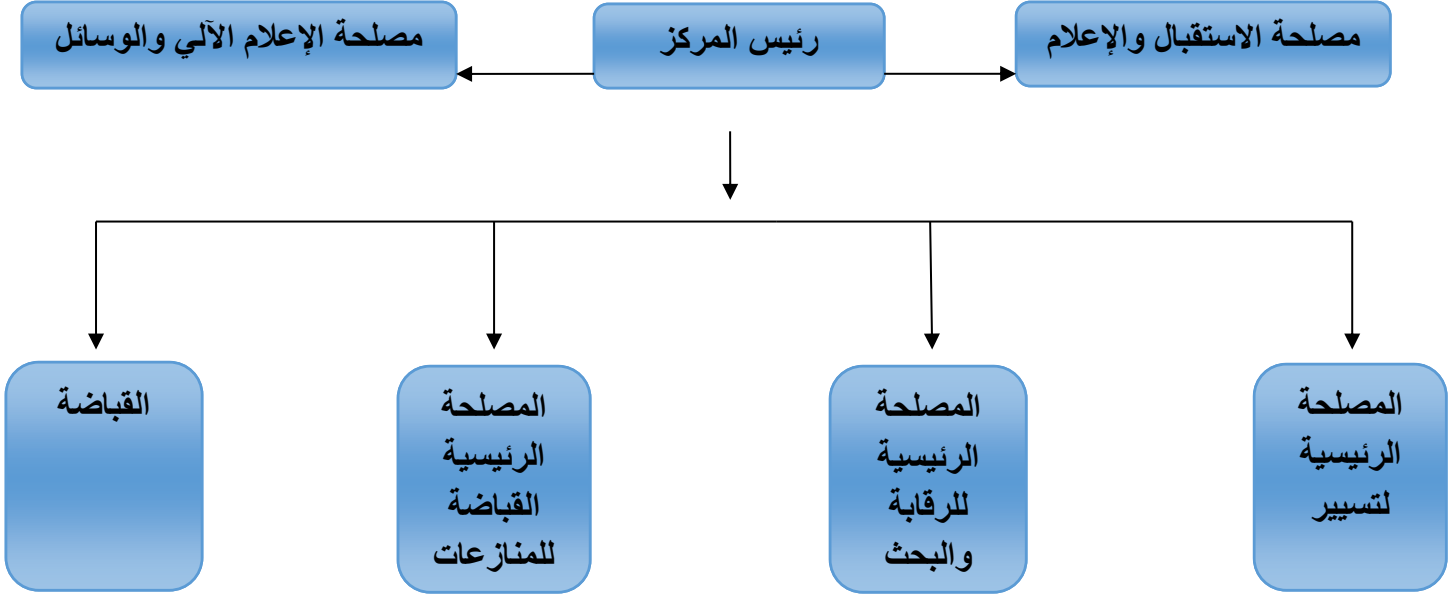 مصلحة الاستقبال والإعلام
رئيس المركز
مصلحة الإعلام الآلي والوسائل
المصلحة
الرئيسية
لتسيير
المصلحة
الرئيسية
للرقابة
والبحث
المصلحة
الرئيسية
القباضة
للمنازعات
القباضة